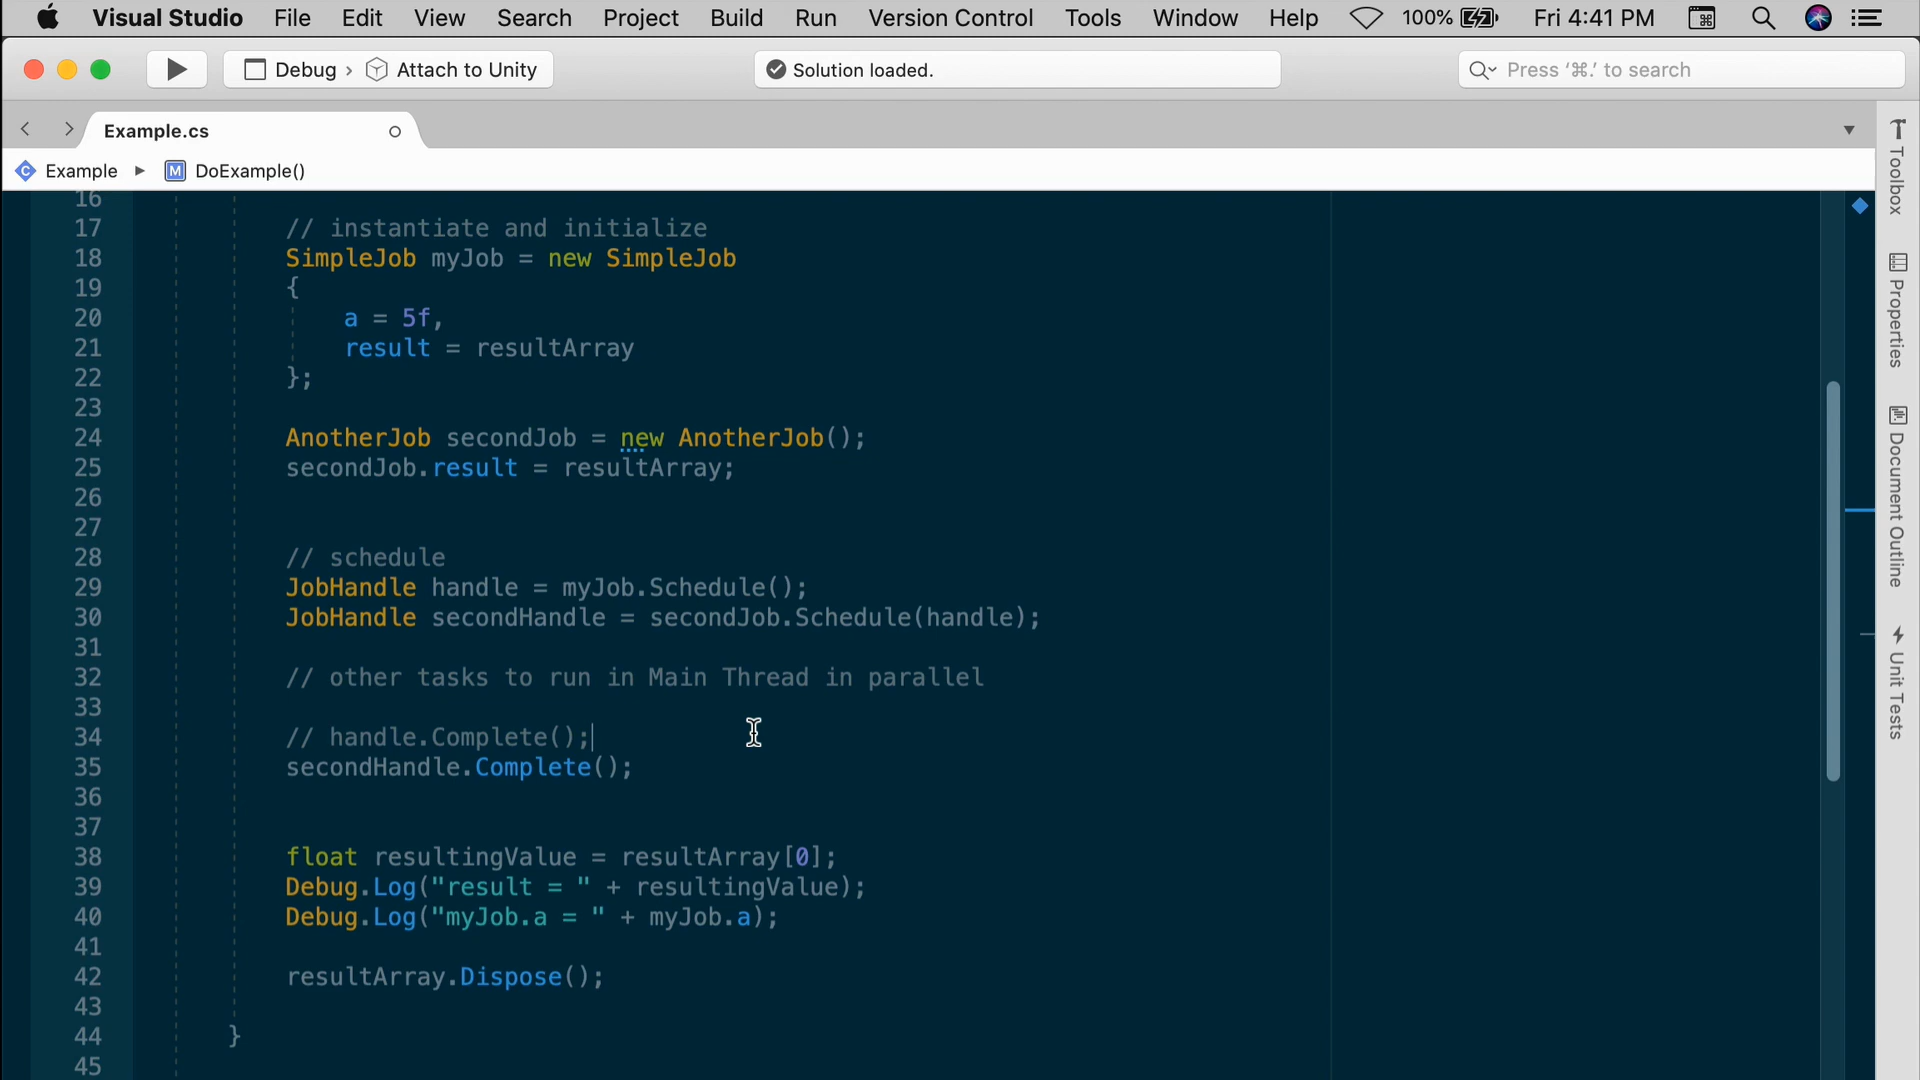 Visual Studio File Edit View Search Project Build Run Version Control Tools Window Help 100% Fri 4:41 PM
Debug › Attach to Unity Solution loaded. Press ‘⌘.’ to search
Example.cs
Example ▸ M DoExample()
16
17 // instantiate and initialize
18 SimpleJob myJob = new SimpleJob
19 {
20 a = 5f,
21 result = resultArray
22 };
23
24 AnotherJob secondJob = new AnotherJob();
25 secondJob.result = resultArray;
26
27
28 // schedule
29 JobHandle handle = myJob.Schedule();
30 JobHandle secondHandle = secondJob.Schedule(handle);
31
32 // other tasks to run in Main Thread in parallel
33
34 // handle.Complete();
35 secondHandle.Complete();
36
37
38 float resultingValue = resultArray[0];
39 Debug.Log("result = " + resultingValue);
40 Debug.Log("myJob.a = " + myJob.a);
41
42 resultArray.Dispose();
43
44 }
45
Toolbox
Properties
Document Outline
Unit Tests